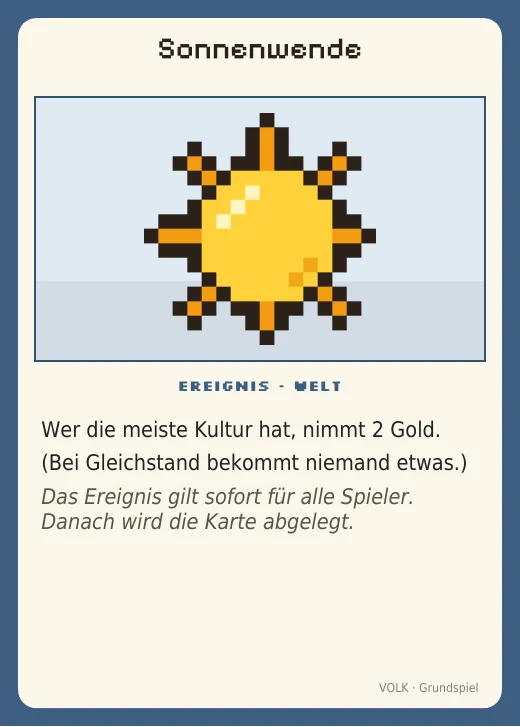 Sonnenwende
EREIGNIS · WELT
Wer die meiste Kultur hat, nimmt 2 Gold.
(Bei Gleichstand bekommt niemand etwas.)
Das Ereignis gilt sofort für alle Spieler.
Danach wird die Karte abgelegt.
VOLK · Grundspiel